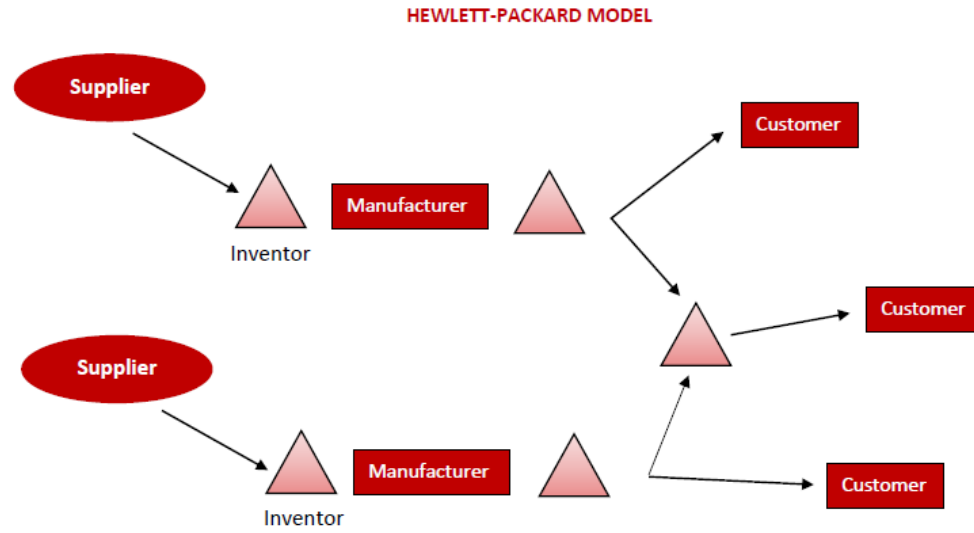 HEWLETT-PACKARD MODEL
Supplier
Customer
Manufacturer
Inventor
Customer
Supplier
Manufacturer
Customer
Inventor